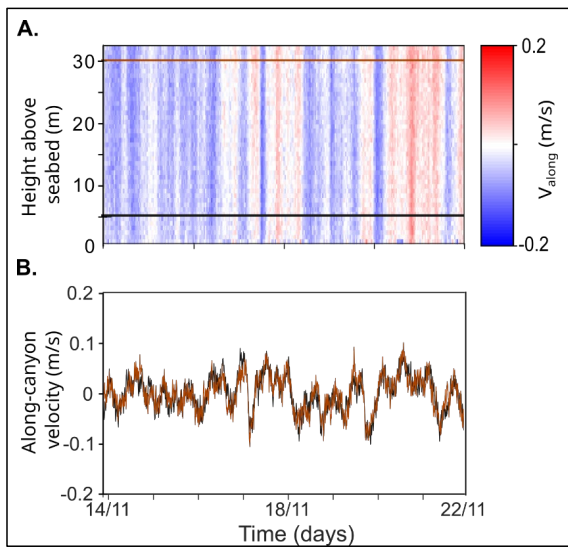 A.
30
20
10
0
Height above
seabed (m)
0.2
-0.2
Valong (m/s)
B.
0.2
0.1
0
-0.1
-0.2
Along-canyon
velocity (m/s)
14/11
18/11
22/11
Time (days)